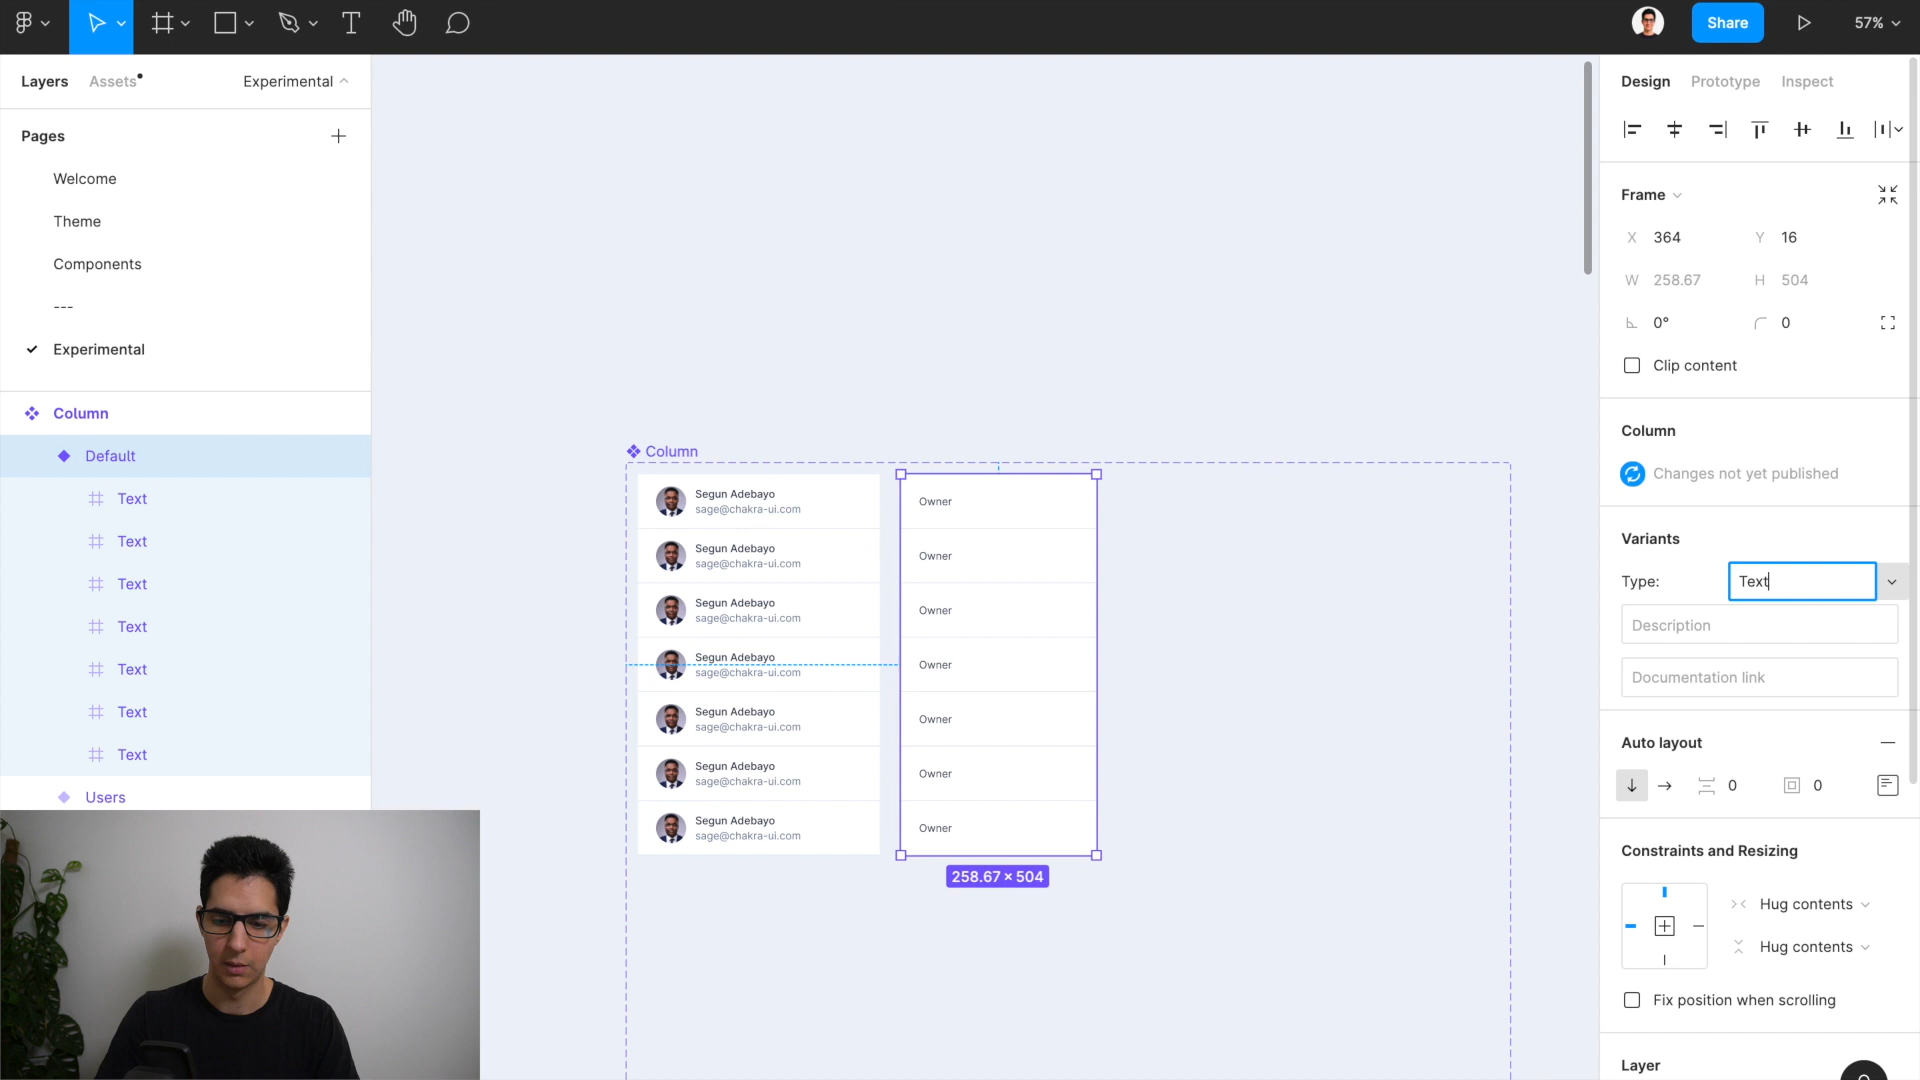 Share
57%
Layers
Assets
Experimental
Pages
Welcome
Theme
Components
---
Experimental
Column
Default
Text
Text
Text
Text
Text
Text
Text
Users
Column
Segun Adebayo
sage@chakra-ui.com
Segun Adebayo
sage@chakra-ui.com
Segun Adebayo
sage@chakra-ui.com
Segun Adebayo
sage@chakra-ui.com
Segun Adebayo
sage@chakra-ui.com
Segun Adebayo
sage@chakra-ui.com
Segun Adebayo
sage@chakra-ui.com
Owner
Owner
Owner
Owner
Owner
Owner
Owner
258.67 × 504
Design
Prototype
Inspect
Frame
X 364
Y 16
W 258.67
H 504
0°
0
Clip content
Column
Changes not yet published
Variants
Type:
Text
Description
Documentation link
Auto layout
0
0
Constraints and Resizing
Hug contents
Hug contents
Fix position when scrolling
Layer